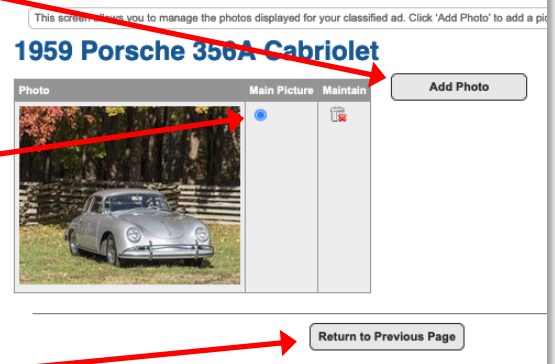 This screen allows you to manage the photos displayed for your classified ad. Click 'Add Photo' to add a pic
1959 Porsche 356A Cabriolet
Photo Main Picture Maintain
Add Photo
Return to Previous Page